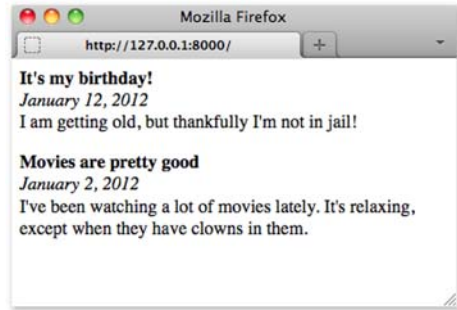 Mozilla Firefox
http://127.0.0.1:8000/
It's my birthday!
January 12, 2012
I am getting old, but thankfully I'm not in jail!
Movies are pretty good
January 2, 2012
I've been watching a lot of movies lately. It's relaxing,
except when they have clowns in them.